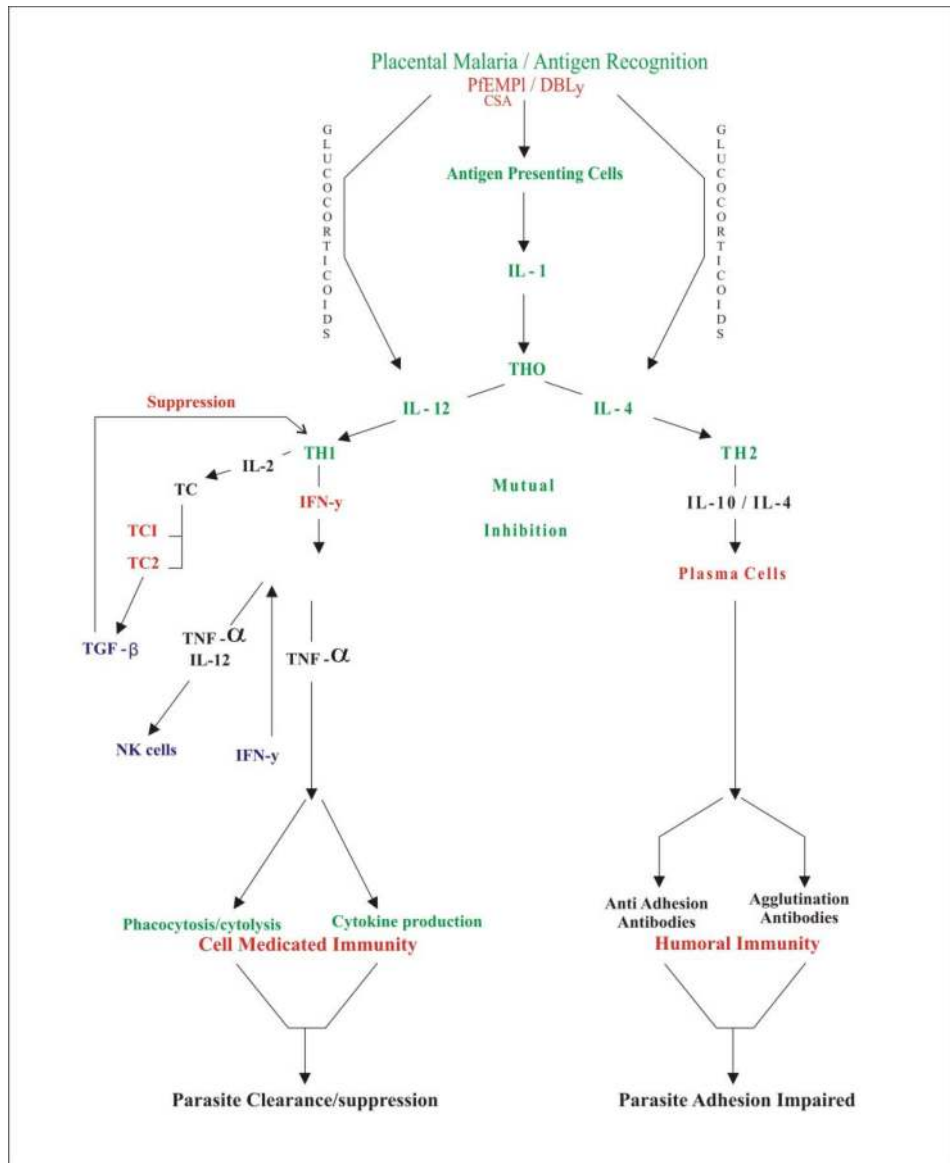 Placental Malaria / Antigen Recognition
PfEMPl / DBLy
CSA
GLUCOCORTICOIDS
GLUCOCORTICOIDS
Antigen Presenting Cells
IL - 1
THO
IL - 12
IL - 4
Suppression
TH1
TH2
IL-2
TC
IFN-y
Mutual
Inhibition
IL-10 / IL-4
TC1
TC2
Plasma Cells
TGF - β
TNF - α
IL-12
TNF - α
NK cells
IFN-y
Phacocytosis/cytolysis
Cytokine production
Cell Medicated Immunity
Anti Adhesion
Antibodies
Agglutination
Antibodies
Humoral Immunity
Parasite Clearance/suppression
Parasite Adhesion Impaired